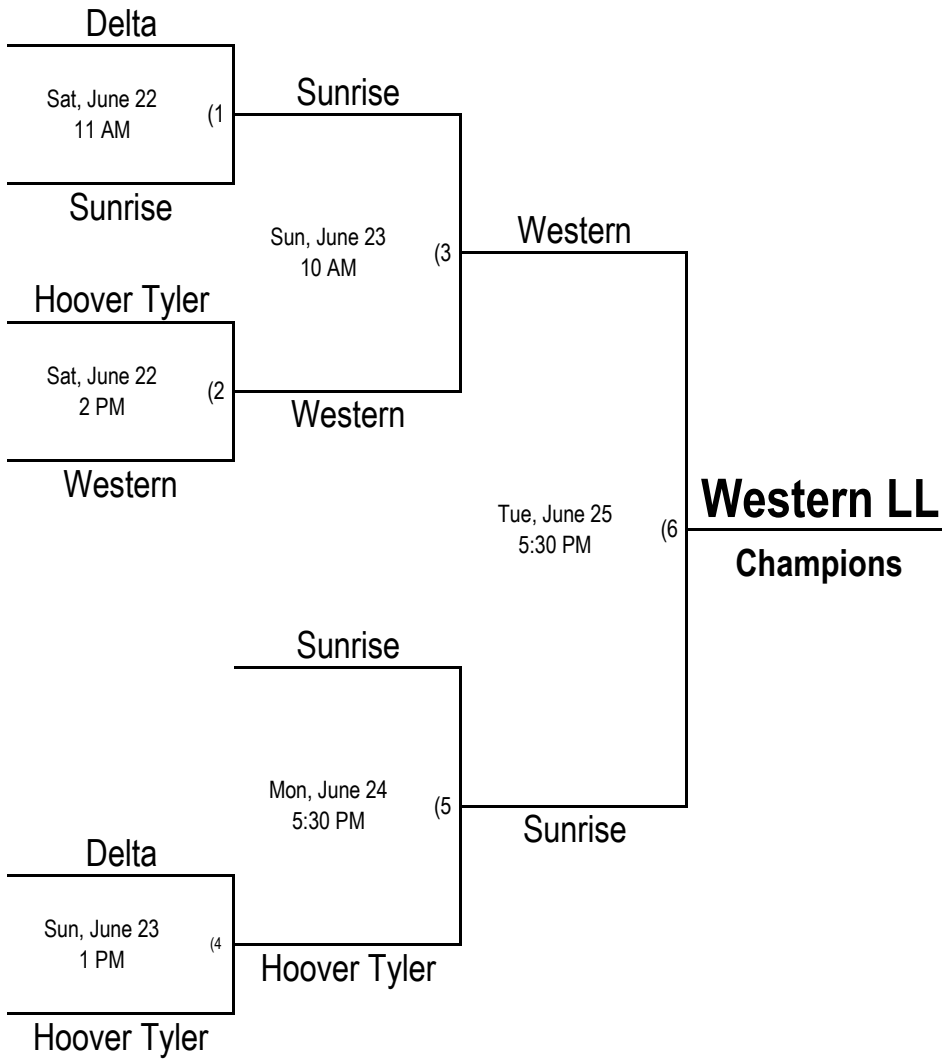 Delta
Sat, June 22
11 AM
(1
Sunrise
Sunrise
Sun, June 23
10 AM
(3
Western
Hoover Tyler
Sat, June 22
2 PM
(2
Western
Western
Tue, June 25
5:30 PM
(6
Western LL
Champions
Sunrise
Mon, June 24
5:30 PM
(5
Sunrise
Delta
Sun, June 23
1 PM
(4
Hoover Tyler
Hoover Tyler